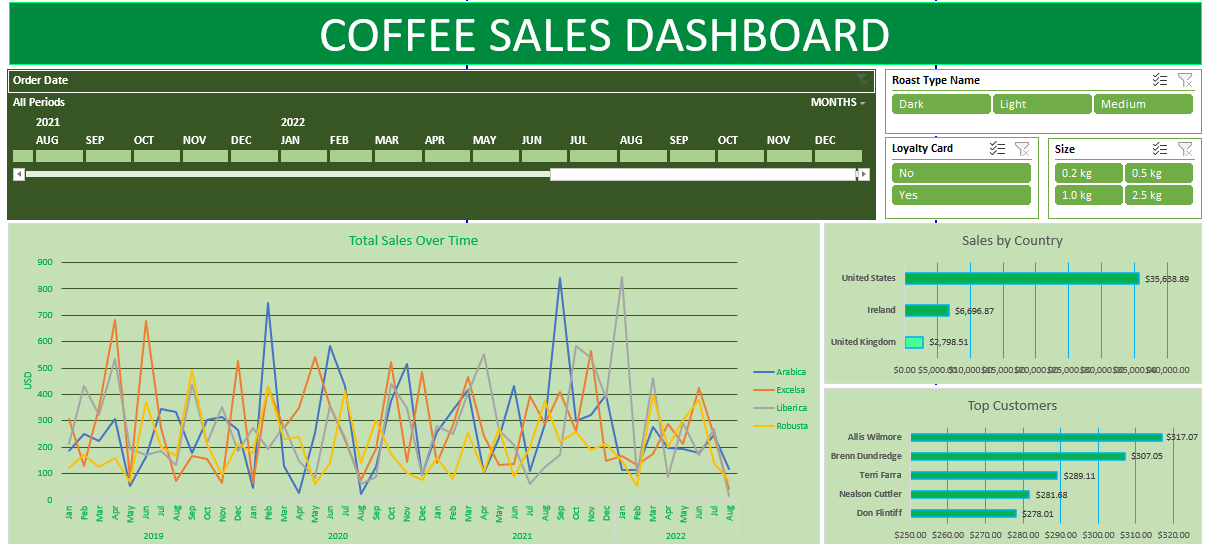 COFFEE SALES DASHBOARD
Order Date
All Periods MONTHS
2021 2022
AUG SEP OCT NOV DEC JAN FEB MAR APR MAY JUN JUL AUG SEP OCT NOV DEC
Roast Type Name
Dark Light Medium
Loyalty Card
No
Yes
Size
0.2 kg 0.5 kg
1.0 kg 2.5 kg
Total Sales Over Time
900
800
700
600
500
400
300
200
100
0
USD
Jan Feb Mar Apr May Jun Jul Aug Sep Oct Nov Dec Jan Feb Mar Apr May Jun Jul Aug Sep Oct Nov Dec Jan Feb Mar Apr May Jun Jul Aug Sep Oct Nov Dec Jan Feb Mar Apr May Jun Jul Aug
2019 2020 2021 2022
Arabica
Excelsa
Liberica
Robusta
Sales by Country
United States $35,638.89
Ireland $6,696.87
United Kingdom $2,798.51
$0.00 $5,000.00 $10,000.00 $15,000.00 $20,000.00 $25,000.00 $30,000.00 $35,000.00 $40,000.00
Top Customers
Allis Wilmore $317.07
Brenn Dundredge $307.05
Terri Farra $289.11
Nealson Cuttler $281.68
Don Flintiff $278.01
$250.00 $260.00 $270.00 $280.00 $290.00 $300.00 $310.00 $320.00